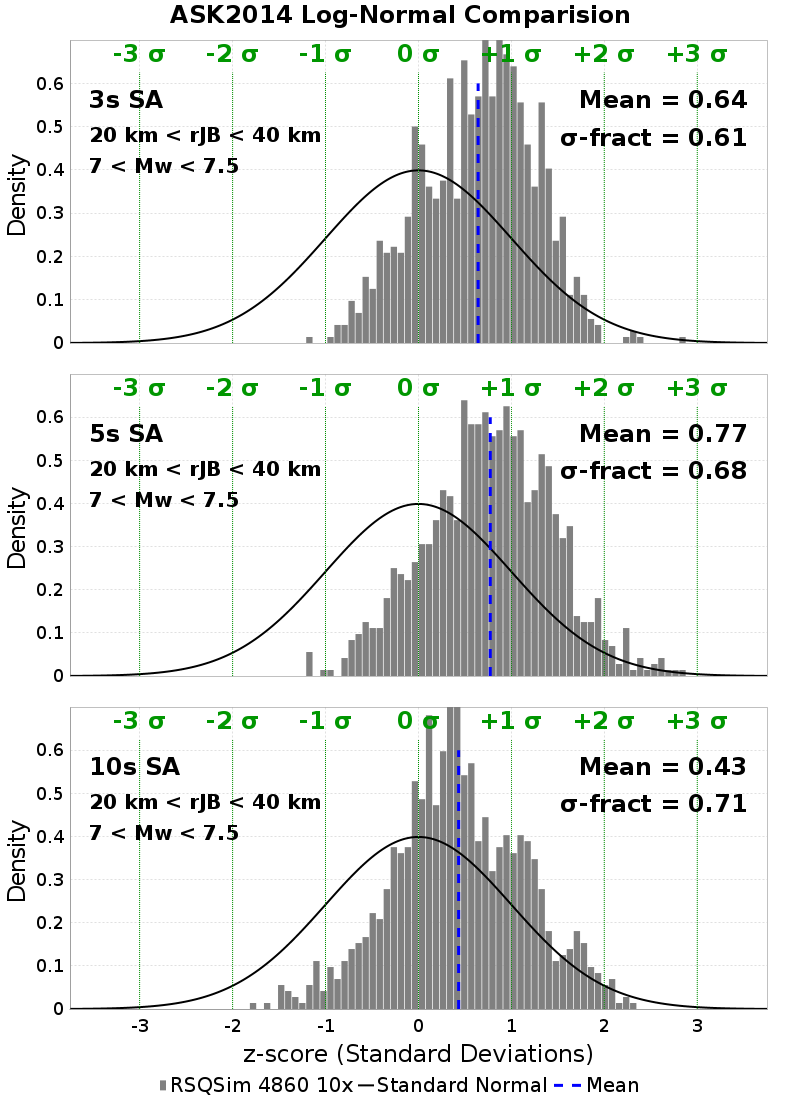 ASK2014 Log-Normal Comparision
-3 σ -2 σ -1 σ 0 σ +1 σ +2 σ +3 σ
3s SA Mean = 0.64
20 km < rJB < 40 km σ-fract = 0.61
7 < Mw < 7.5
Density
0.6
0.5
0.4
0.3
0.2
0.1
0
-3 σ -2 σ -1 σ 0 σ +1 σ +2 σ +3 σ
5s SA Mean = 0.77
20 km < rJB < 40 km σ-fract = 0.68
7 < Mw < 7.5
Density
0.6
0.5
0.4
0.3
0.2
0.1
0
-3 σ -2 σ -1 σ 0 σ +1 σ +2 σ +3 σ
10s SA Mean = 0.43
20 km < rJB < 40 km σ-fract = 0.71
7 < Mw < 7.5
Density
0.6
0.5
0.4
0.3
0.2
0.1
0
-3 -2 -1 0 1 2 3
z-score (Standard Deviations)
RSQSim 4860 10x Standard Normal Mean